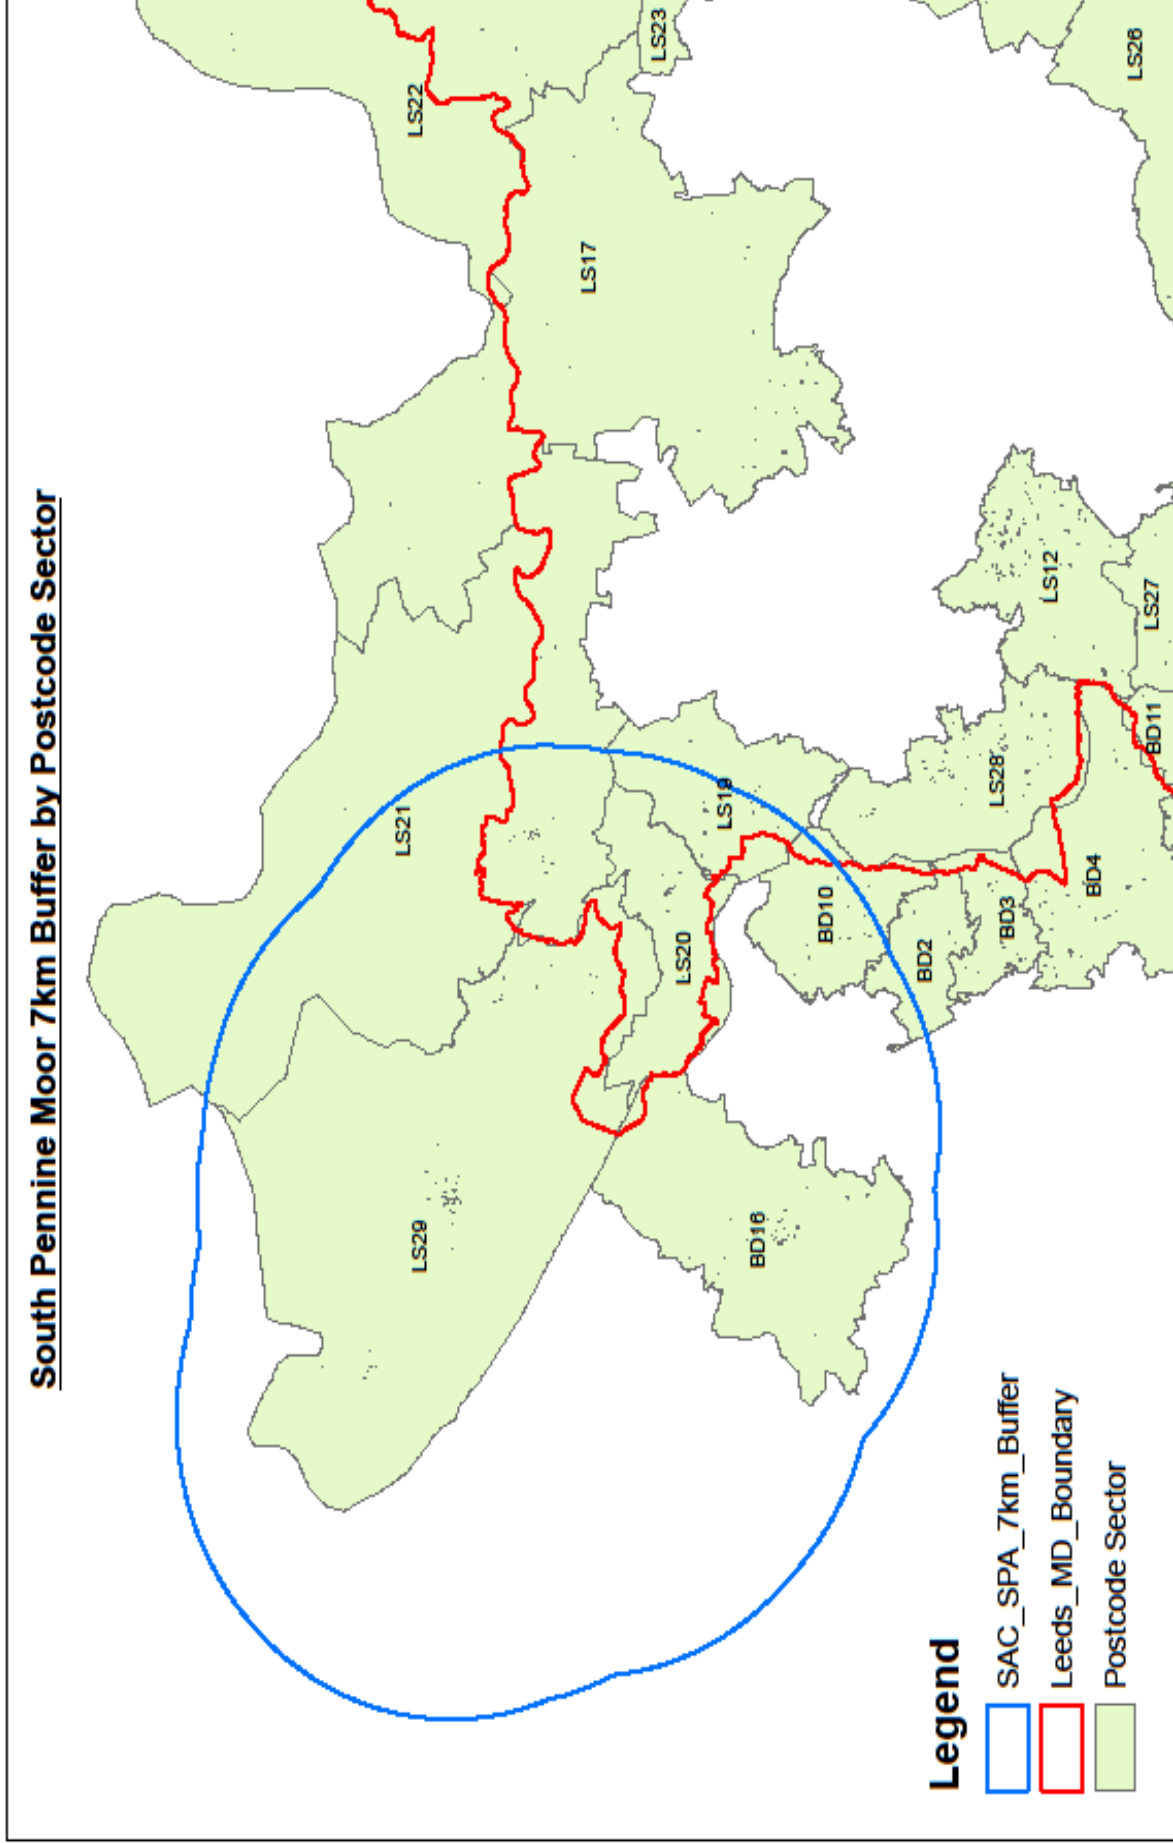 South Pennine Moor 7km Buffer by Postcode Sector
LS22
LS23
LS21
LS29
LS17
LS20
LS19
BD16
BD10
LS28
LS26
BD2
BD3
LS12
BD4
BD11
LS27
Legend
SAC_SPA_7km_Buffer
Leeds_MD_Boundary
Postcode Sector